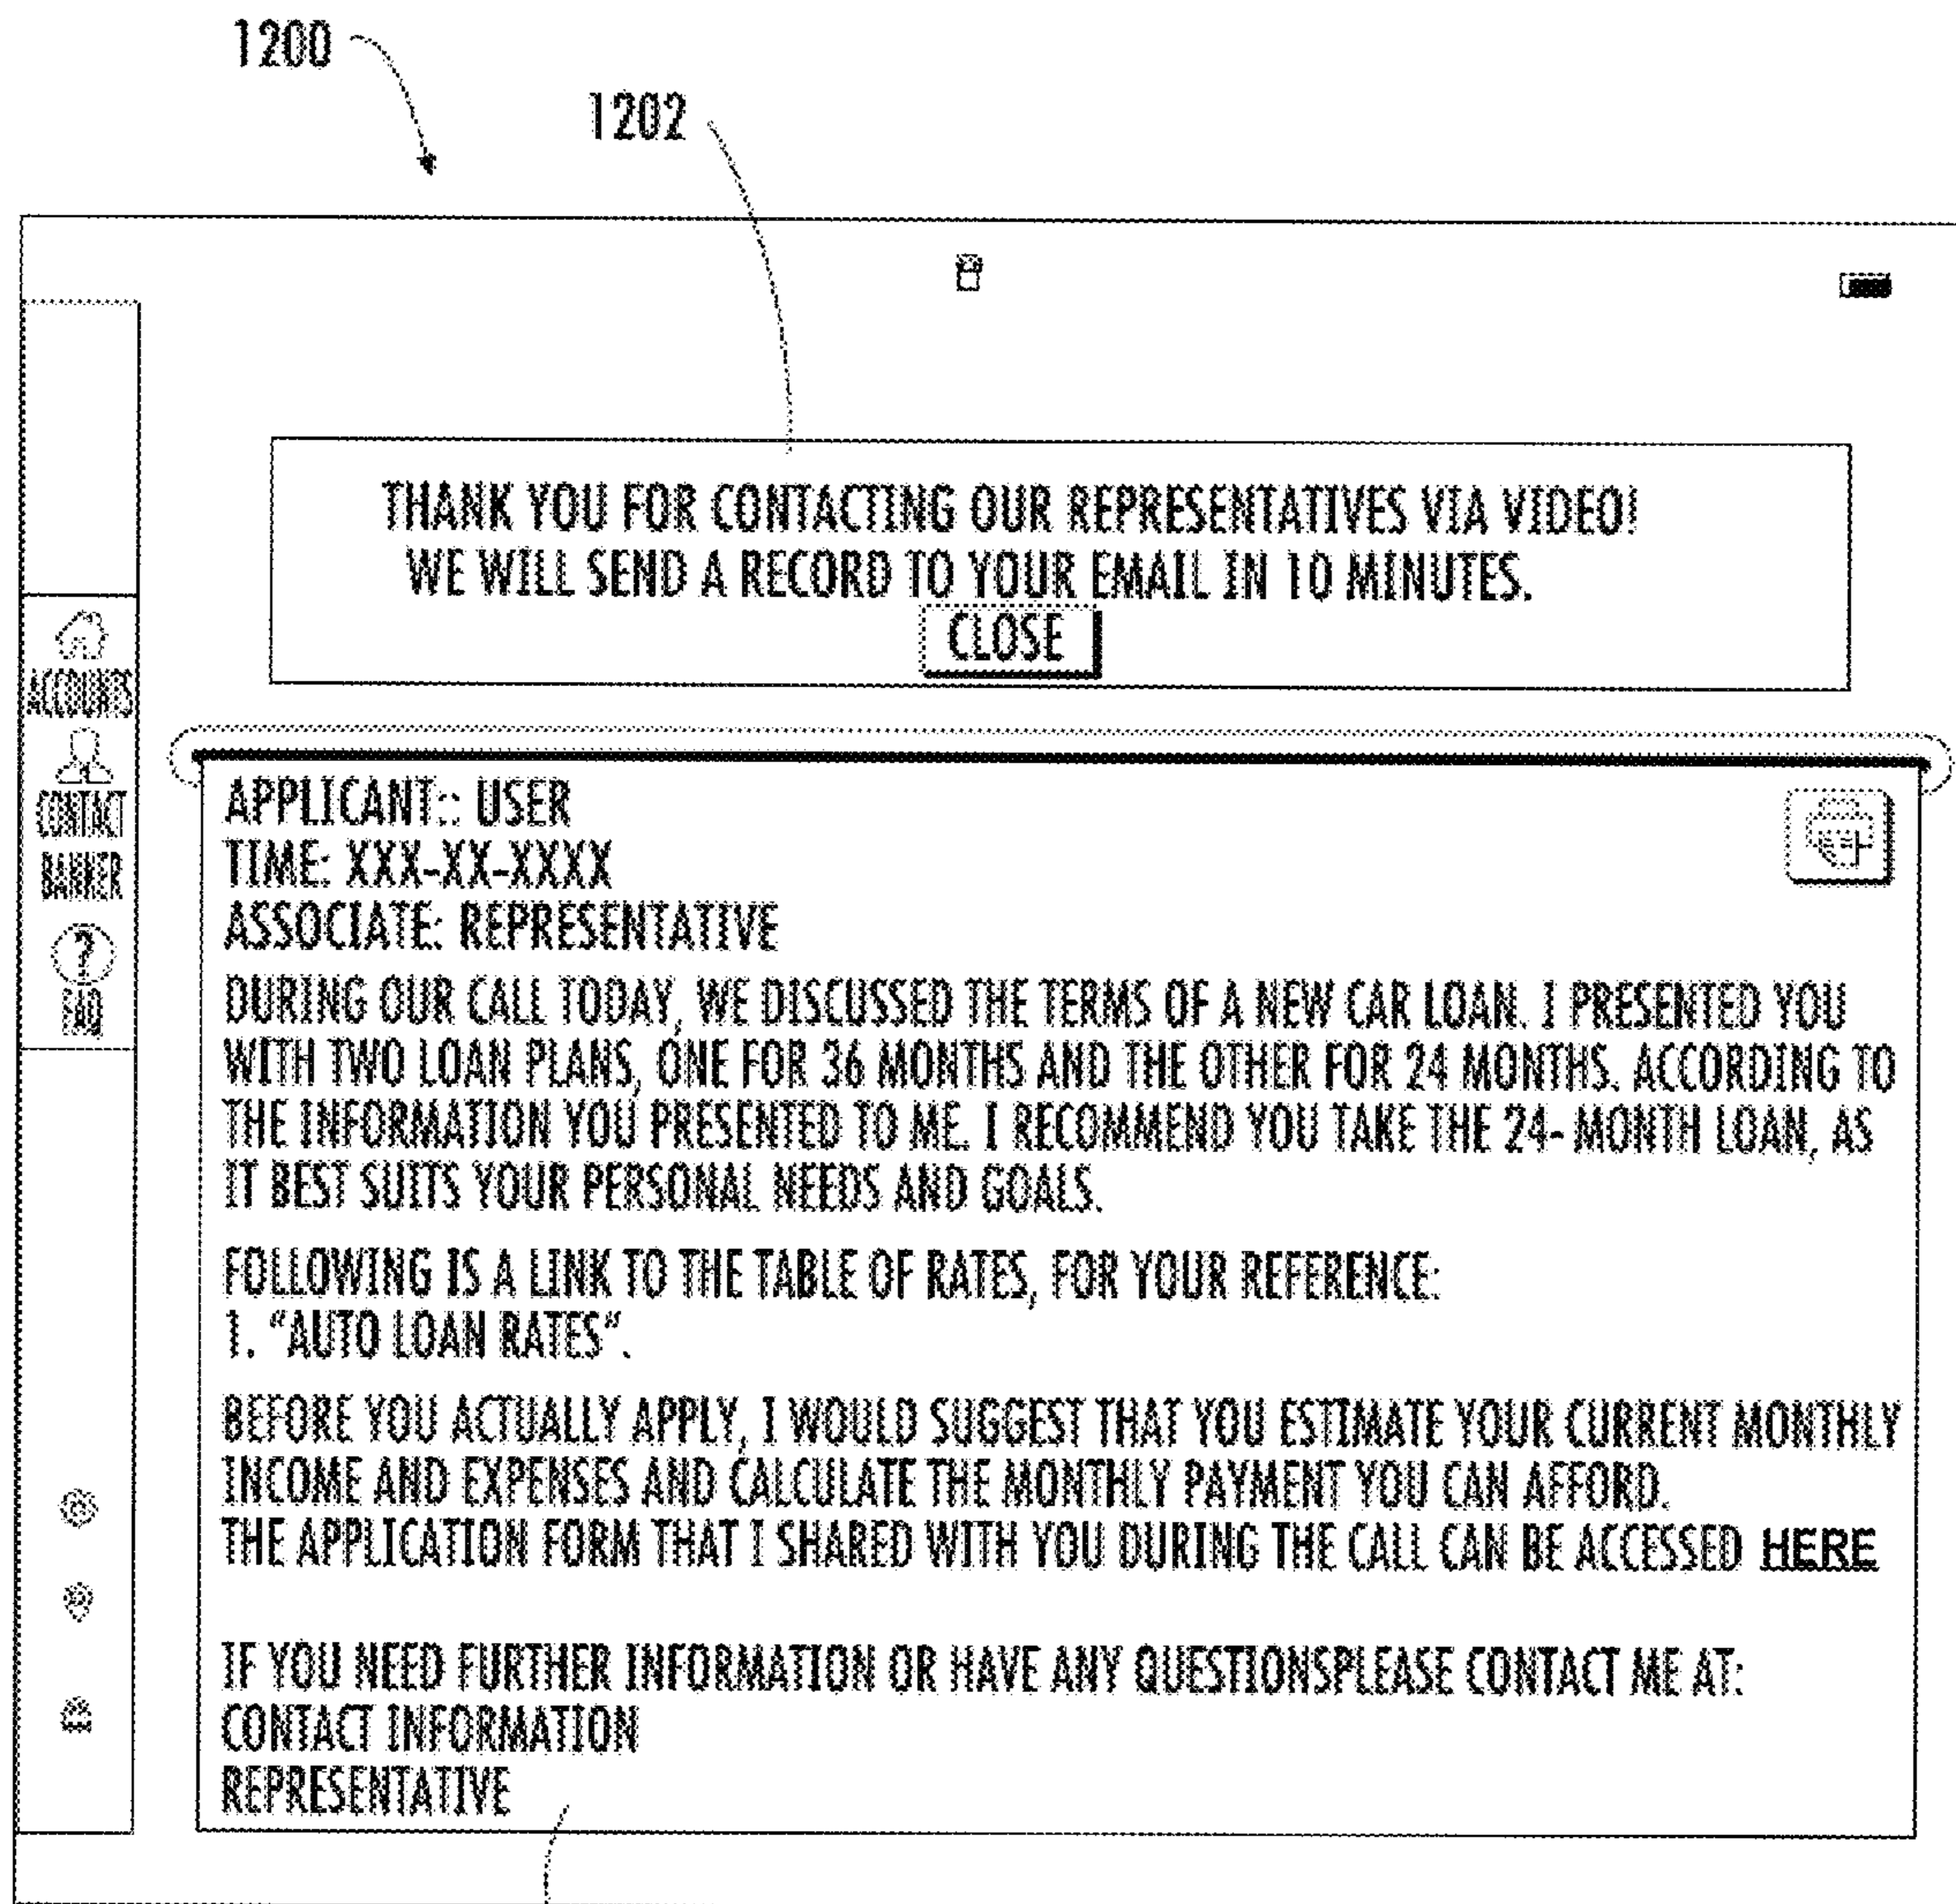 1200
1202
THANK YOU FOR CONTACTING OUR REPRESENTATIVES VIA VIDEO!
WE WILL SEND A RECORD TO YOUR EMAIL IN 10 MINUTES.
CLOSE
ACCOUNTS
CONTACT
BANKER
?
FAQ
APPLICANT:: USER
TIME: XXX-XX-XXXX
ASSOCIATE: REPRESENTATIVE
DURING OUR CALL TODAY, WE DISCUSSED THE TERMS OF A NEW CAR LOAN. I PRESENTED YOU
WITH TWO LOAN PLANS, ONE FOR 36 MONTHS AND THE OTHER FOR 24 MONTHS. ACCORDING TO
THE INFORMATION YOU PRESENTED TO ME. I RECOMMEND YOU TAKE THE 24- MONTH LOAN, AS
IT BEST SUITS YOUR PERSONAL NEEDS AND GOALS.
FOLLOWING IS A LINK TO THE TABLE OF RATES, FOR YOUR REFERENCE:
1. "AUTO LOAN RATES".
BEFORE YOU ACTUALLY APPLY, I WOULD SUGGEST THAT YOU ESTIMATE YOUR CURRENT MONTHLY
INCOME AND EXPENSES AND CALCULATE THE MONTHLY PAYMENT YOU CAN AFFORD.
THE APPLICATION FORM THAT I SHARED WITH YOU DURING THE CALL CAN BE ACCESSED HERE
IF YOU NEED FURTHER INFORMATION OR HAVE ANY QUESTIONSPLEASE CONTACT ME AT:
CONTACT INFORMATION
REPRESENTATIVE